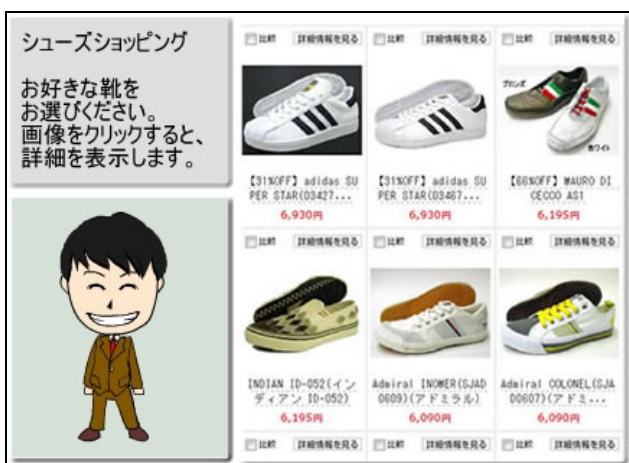 シューズショッピング
お好きな靴を
お選びください。
画像をクリックすると、
詳細を表示します。
比較 詳細情報を見る 比較 詳細情報を見る 比較 詳細情報を見る
ブロンズ
ホワイト
【31%OFF】adidas SU
PER STAR(03427...
6,930円
【31%OFF】adidas SU
PER STAR(03467...
6,930円
【66%OFF】MAURO DI
CECCO AS1
6,195円
比較 詳細情報を見る 比較 詳細情報を見る 比較 詳細情報を見る
INDIAN ID-052(イン
ディアン ID-052)
6,195円
Admiral INOMER(SJAD
0609)(アドミラル)
6,090円
Admiral COLONEL(SJA
D0607)(アドミ...
6,090円
比較 詳細情報を見る 比較 詳細情報を見る 比較 詳細情報を見る